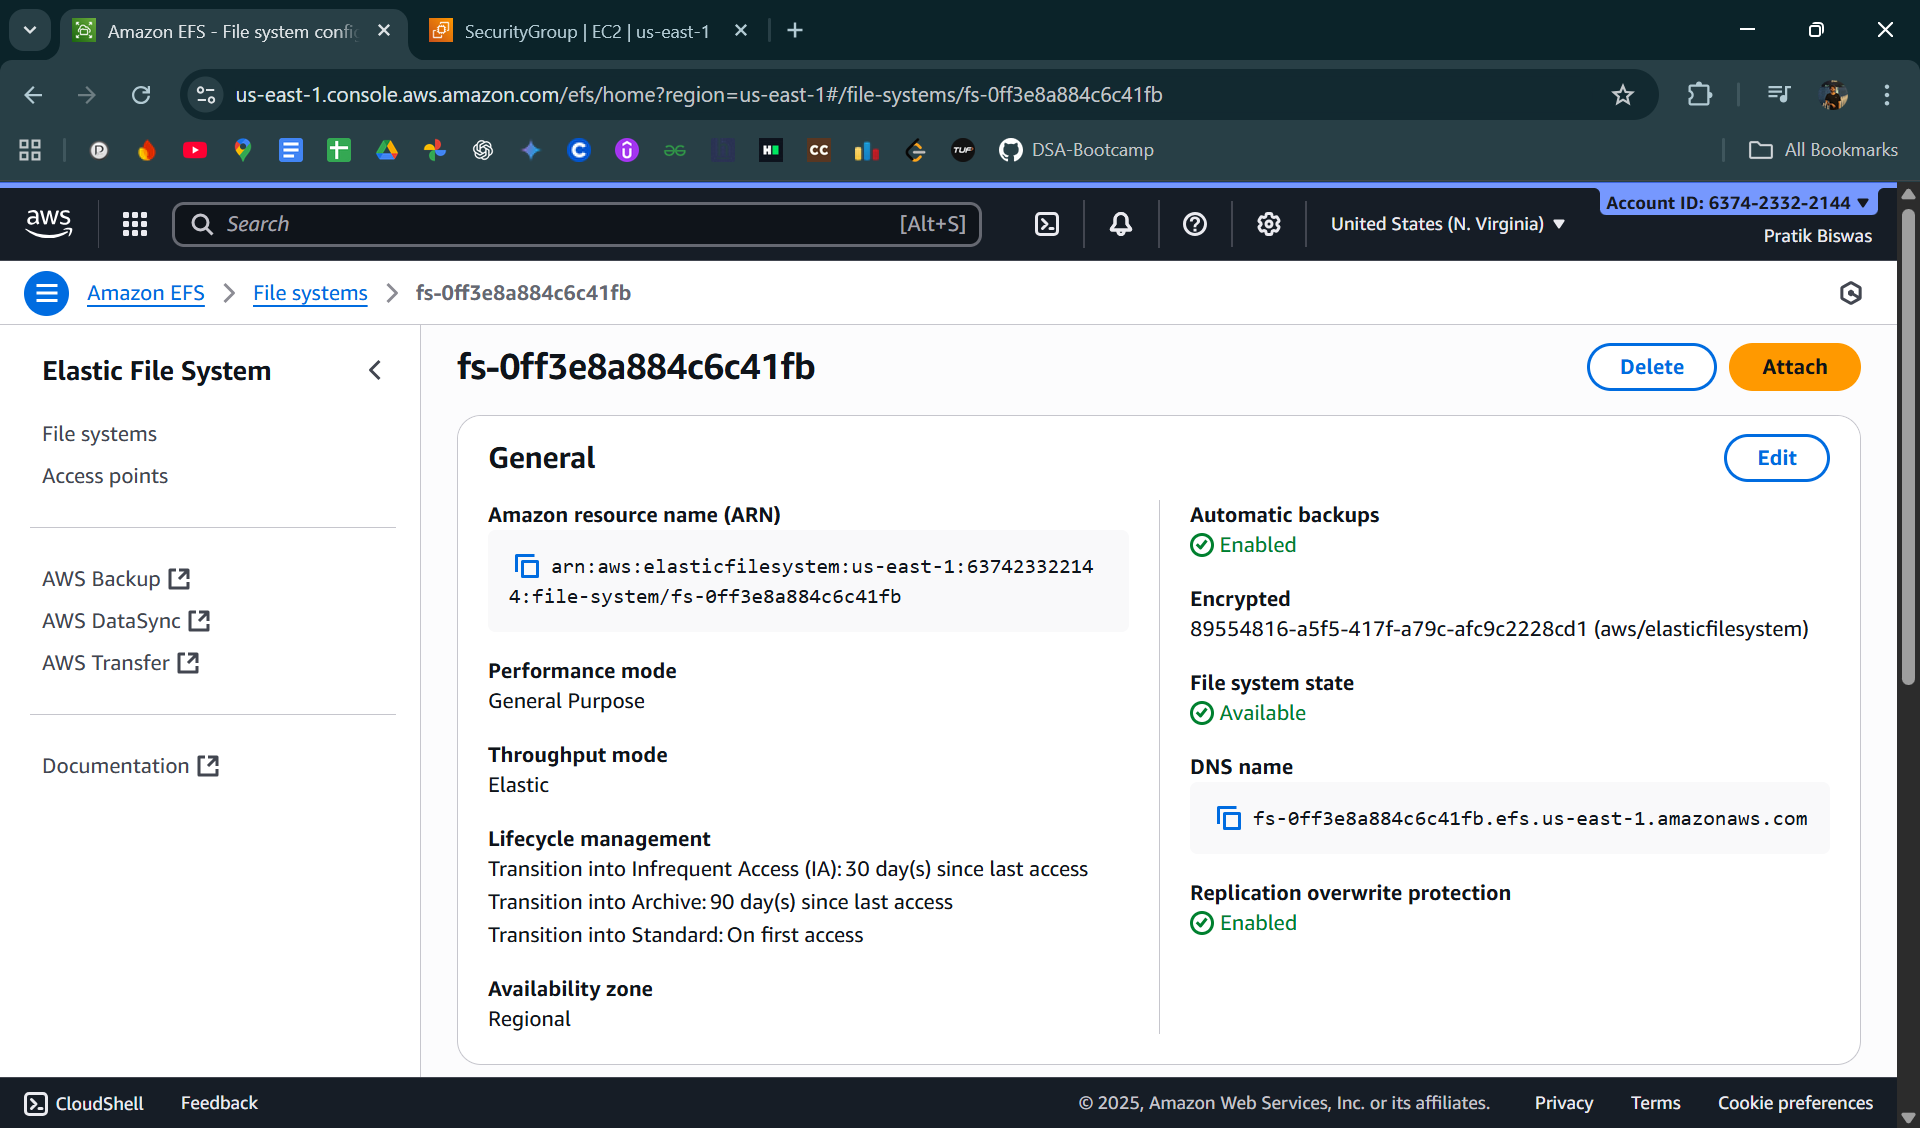 Amazon EFS - File system confi
SecurityGroup | EC2 | us-east-1
us-east-1.console.aws.amazon.com/efs/home?region=us-east-1#/file-systems/fs-0ff3e8a884c6c41fb
CC
TUF
DSA-Bootcamp
All Bookmarks
aws
Search
[Alt+S]
United States (N. Virginia)
Account ID: 6374-2332-2144
Pratik Biswas
Amazon EFS
File systems
fs-0ff3e8a884c6c41fb
Elastic File System
File systems
Access points
AWS Backup
AWS DataSync
AWS Transfer
Documentation
fs-0ff3e8a884c6c41fb
Delete
Attach
General
Edit
Amazon resource name (ARN)
arn:aws:elasticfilesystem:us-east-1:63742332214
4:file-system/fs-0ff3e8a884c6c41fb
Performance mode
General Purpose
Throughput mode
Elastic
Lifecycle management
Transition into Infrequent Access (IA): 30 day(s) since last access
Transition into Archive: 90 day(s) since last access
Transition into Standard: On first access
Availability zone
Regional
Automatic backups
Enabled
Encrypted
89554816-a5f5-417f-a79c-afc9c2228cd1 (aws/elasticfilesystem)
File system state
Available
DNS name
fs-0ff3e8a884c6c41fb.efs.us-east-1.amazonaws.com
Replication overwrite protection
Enabled
CloudShell
Feedback
© 2025, Amazon Web Services, Inc. or its affiliates.
Privacy
Terms
Cookie preferences